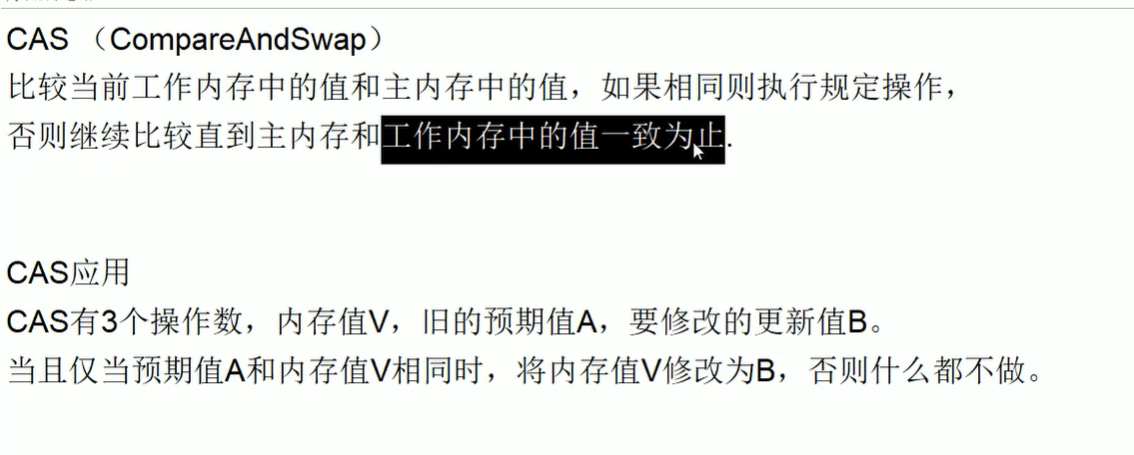 CAS （CompareAndSwap）
比较当前工作内存中的值和主内存中的值，如果相同则执行规定操作，
否则继续比较直到主内存和工作内存中的值一致为止.
CAS应用
CAS有3个操作数，内存值V，旧的预期值A，要修改的更新值B。
当且仅当预期值A和内存值V相同时，将内存值V修改为B，否则什么都不做。